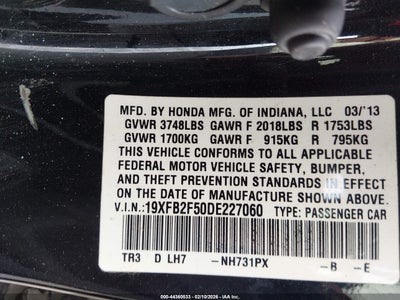 MFD. BY HONDA MFG. OF INDIANA, LLC 03/'13
GVWR 3748LBS GAWR F 2018LBS R 1753LBS
GVWR 1700KG GAWR F 915KG R 795KG
THIS VEHICLE CONFORMS TO ALL APPLICABLE
FEDERAL MOTOR VEHICLE SAFETY, BUMPER,
AND THEFT PREVENTION STANDARDS IN EFFECT
ON THE DATE OF MANUFACTURE SHOWN ABOVE.
V.I.N.:19XFB2F50DE227060 TYPE: PASSENGER CAR
TR3 D LH7 -NH731PX -B -E
000-44360533 - 02/10/2026 - IAA